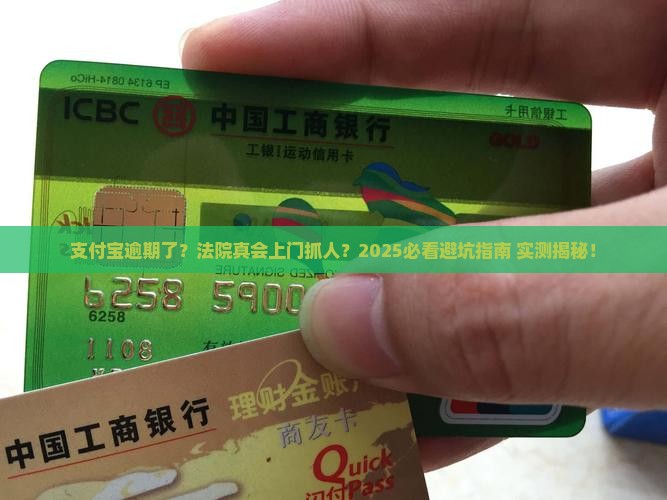 EP 6134 0814-HiCo
ICBC 中国工商银行
工银信用卡
工银I运动信用卡
GOLD
支付宝逾期了？法院真会上门抓人？2025必看避坑指南 实测揭秘！
6258 5900
6258
1108
理财金账户
中国工商银行
商友卡
Quick
闪付Pass